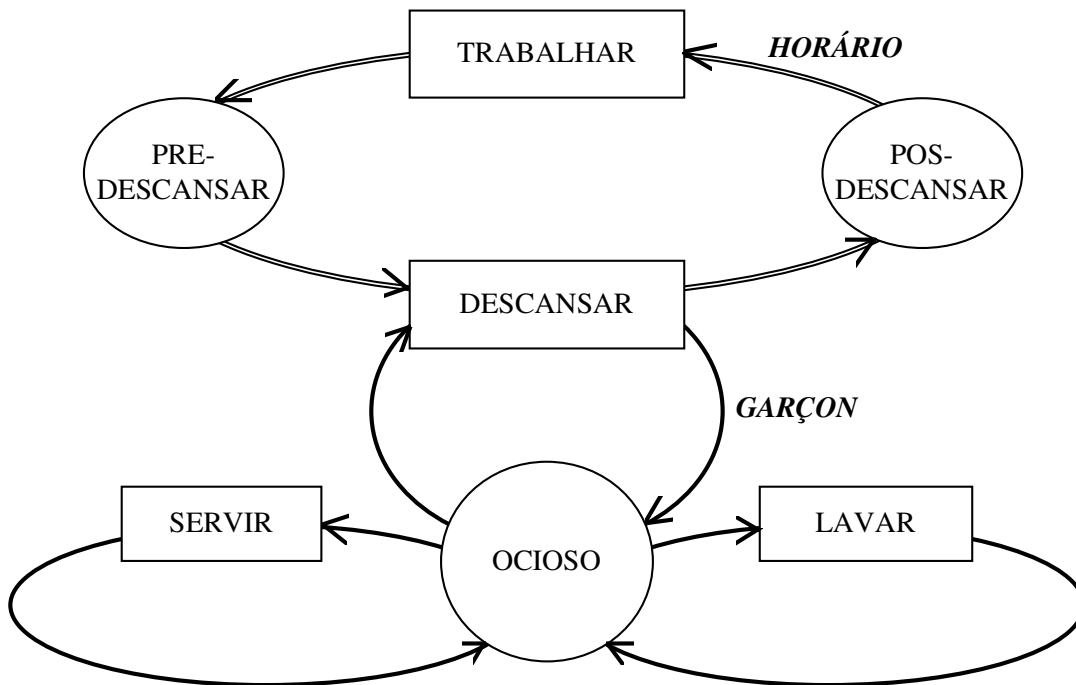 TRABALHAR
HORÁRIO
PRE-
DESCANSAR
POS-
DESCANSAR
DESCANSAR
GARÇON
SERVIR
OCIOSO
LAVAR